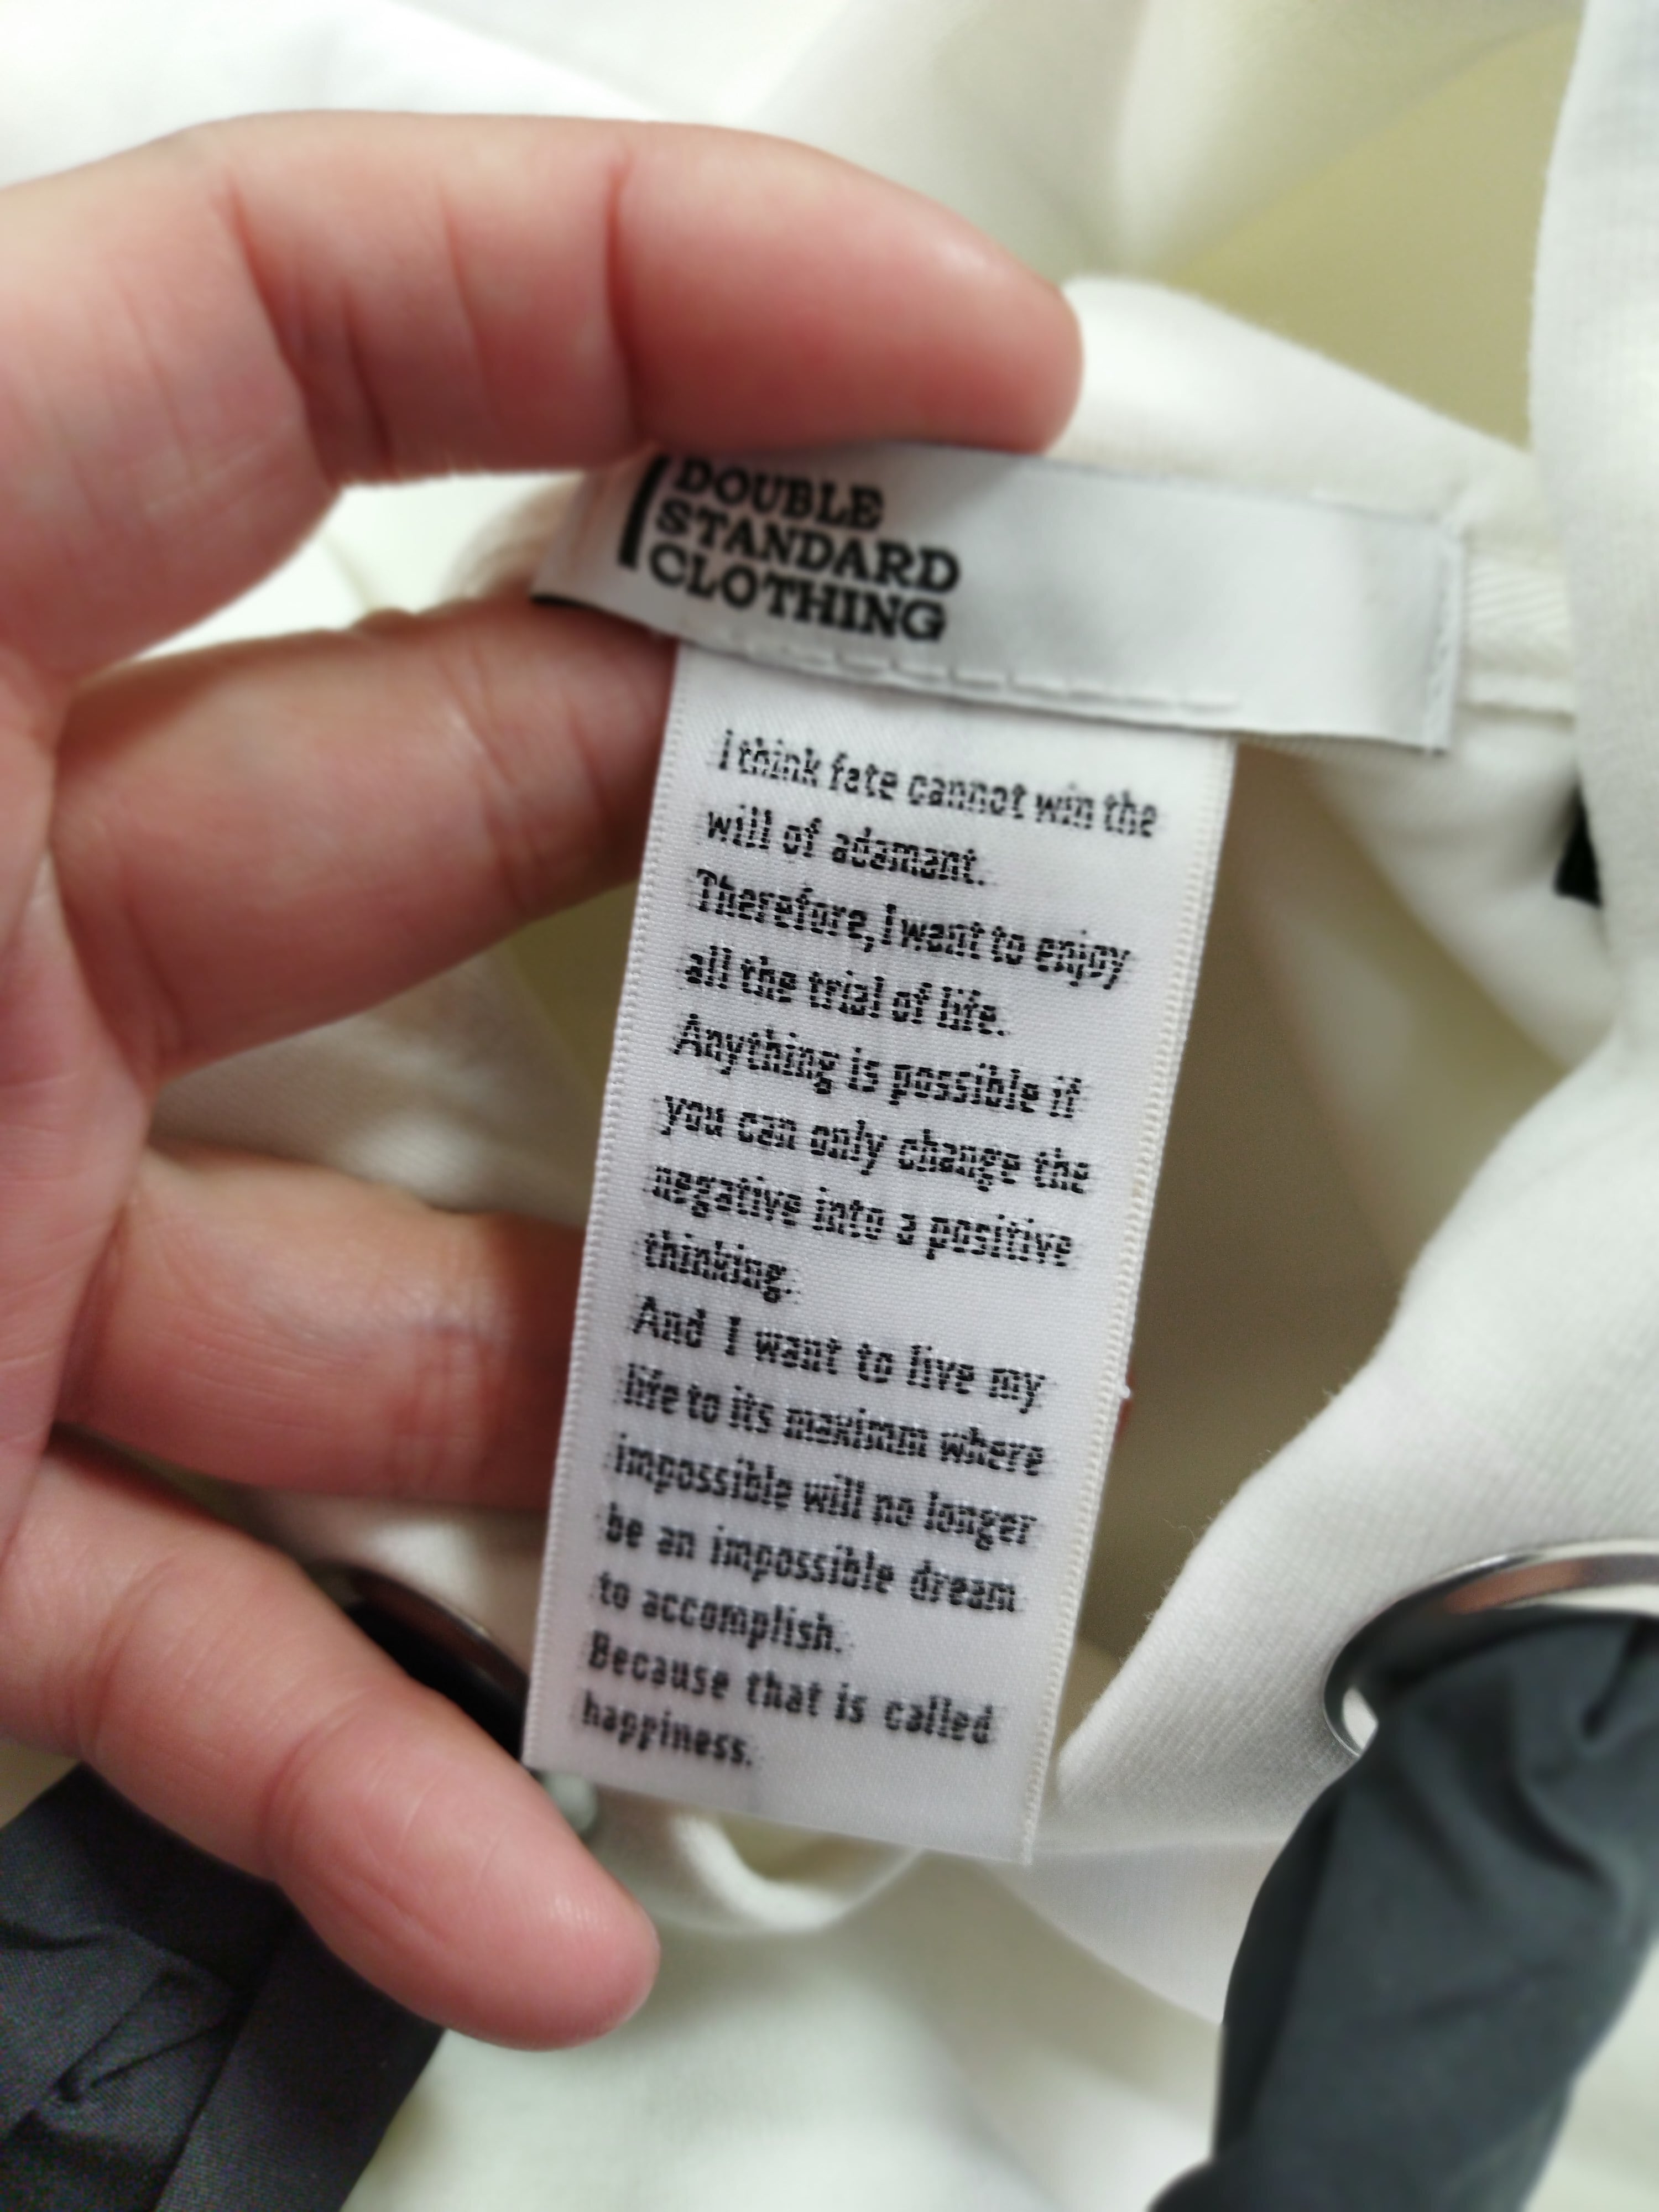 DOUBLE
STANDARD
CLOTHING
I think fate cannot win the
will of adamant.
Therefore, I want to enjoy
all the trial of life.
Anything is possible if
you can only change the
negative into a positive
thinking.
And I want to live my
life to its maximm where
impossible will no longer
be an impossible dream
to accomplish.
Because that is called
happiness.